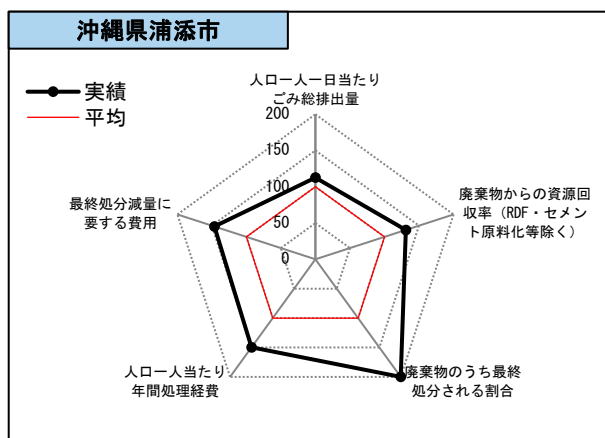 沖縄県浦添市
実績
平均
人口一人一日当たり
ごみ総排出量
200
150
100
50
0
廃棄物からの資源回
収率（RDF・セメン
ト原料化等除く）
最終処分減量に
要する費用
人口一人当たり
年間処理経費
廃棄物のうち最終
処分される割合